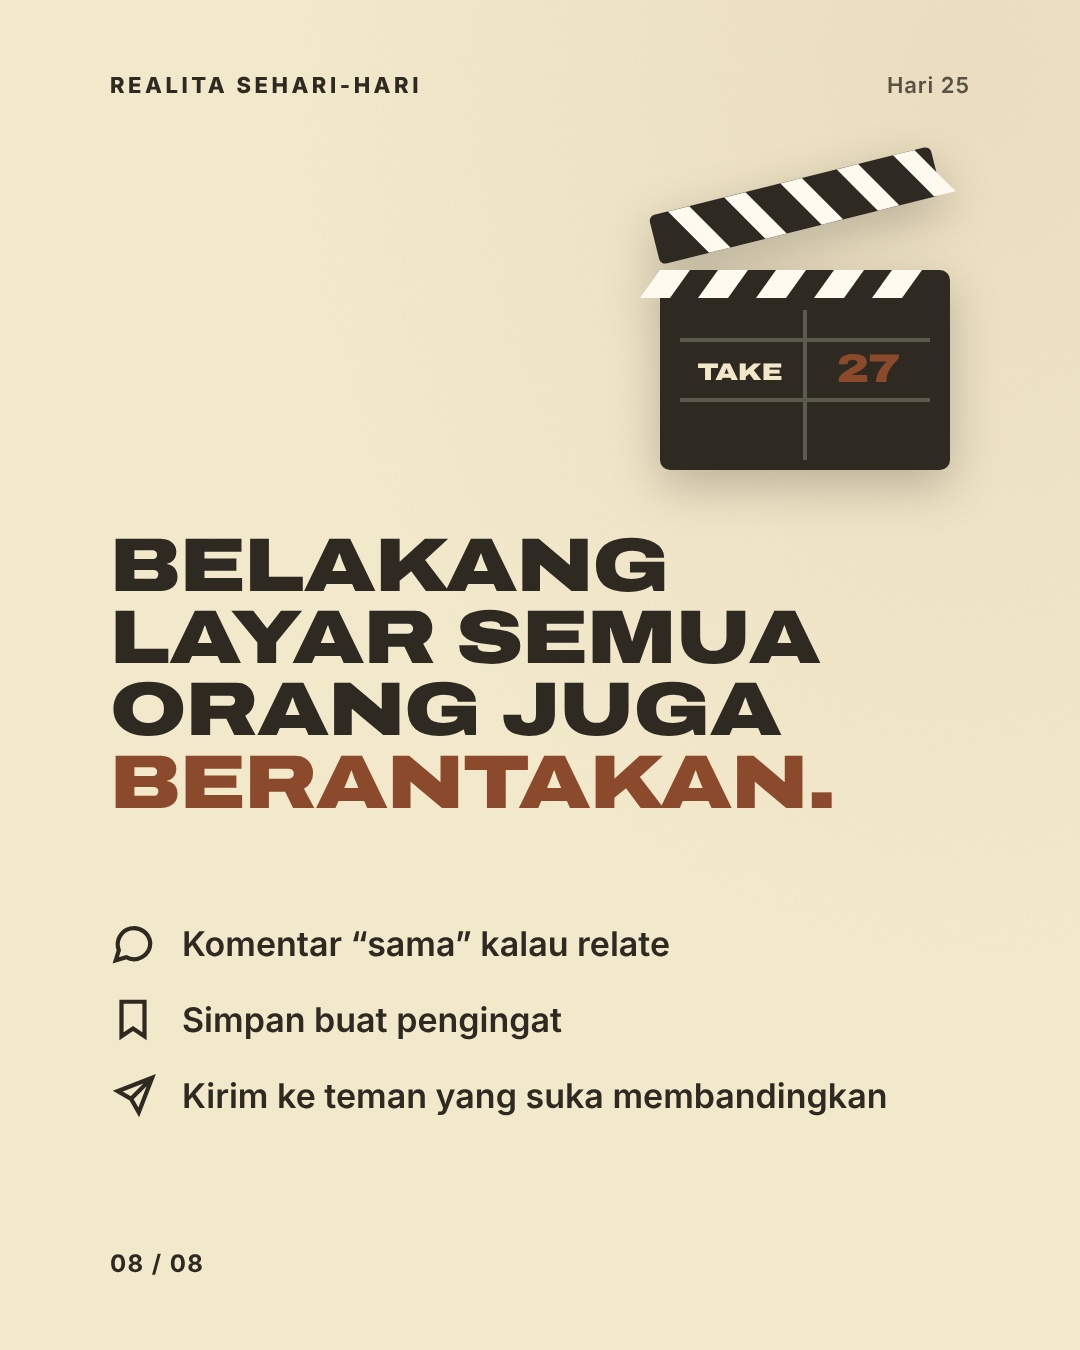 REALITA SEHARI-HARI
Hari 25
TAKE 27
BELAKANG
LAYAR SEMUA
ORANG JUGA
BERANTAKAN.
Komentar “sama” kalau relate
Simpan buat pengingat
Kirim ke teman yang suka membandingkan
08 / 08